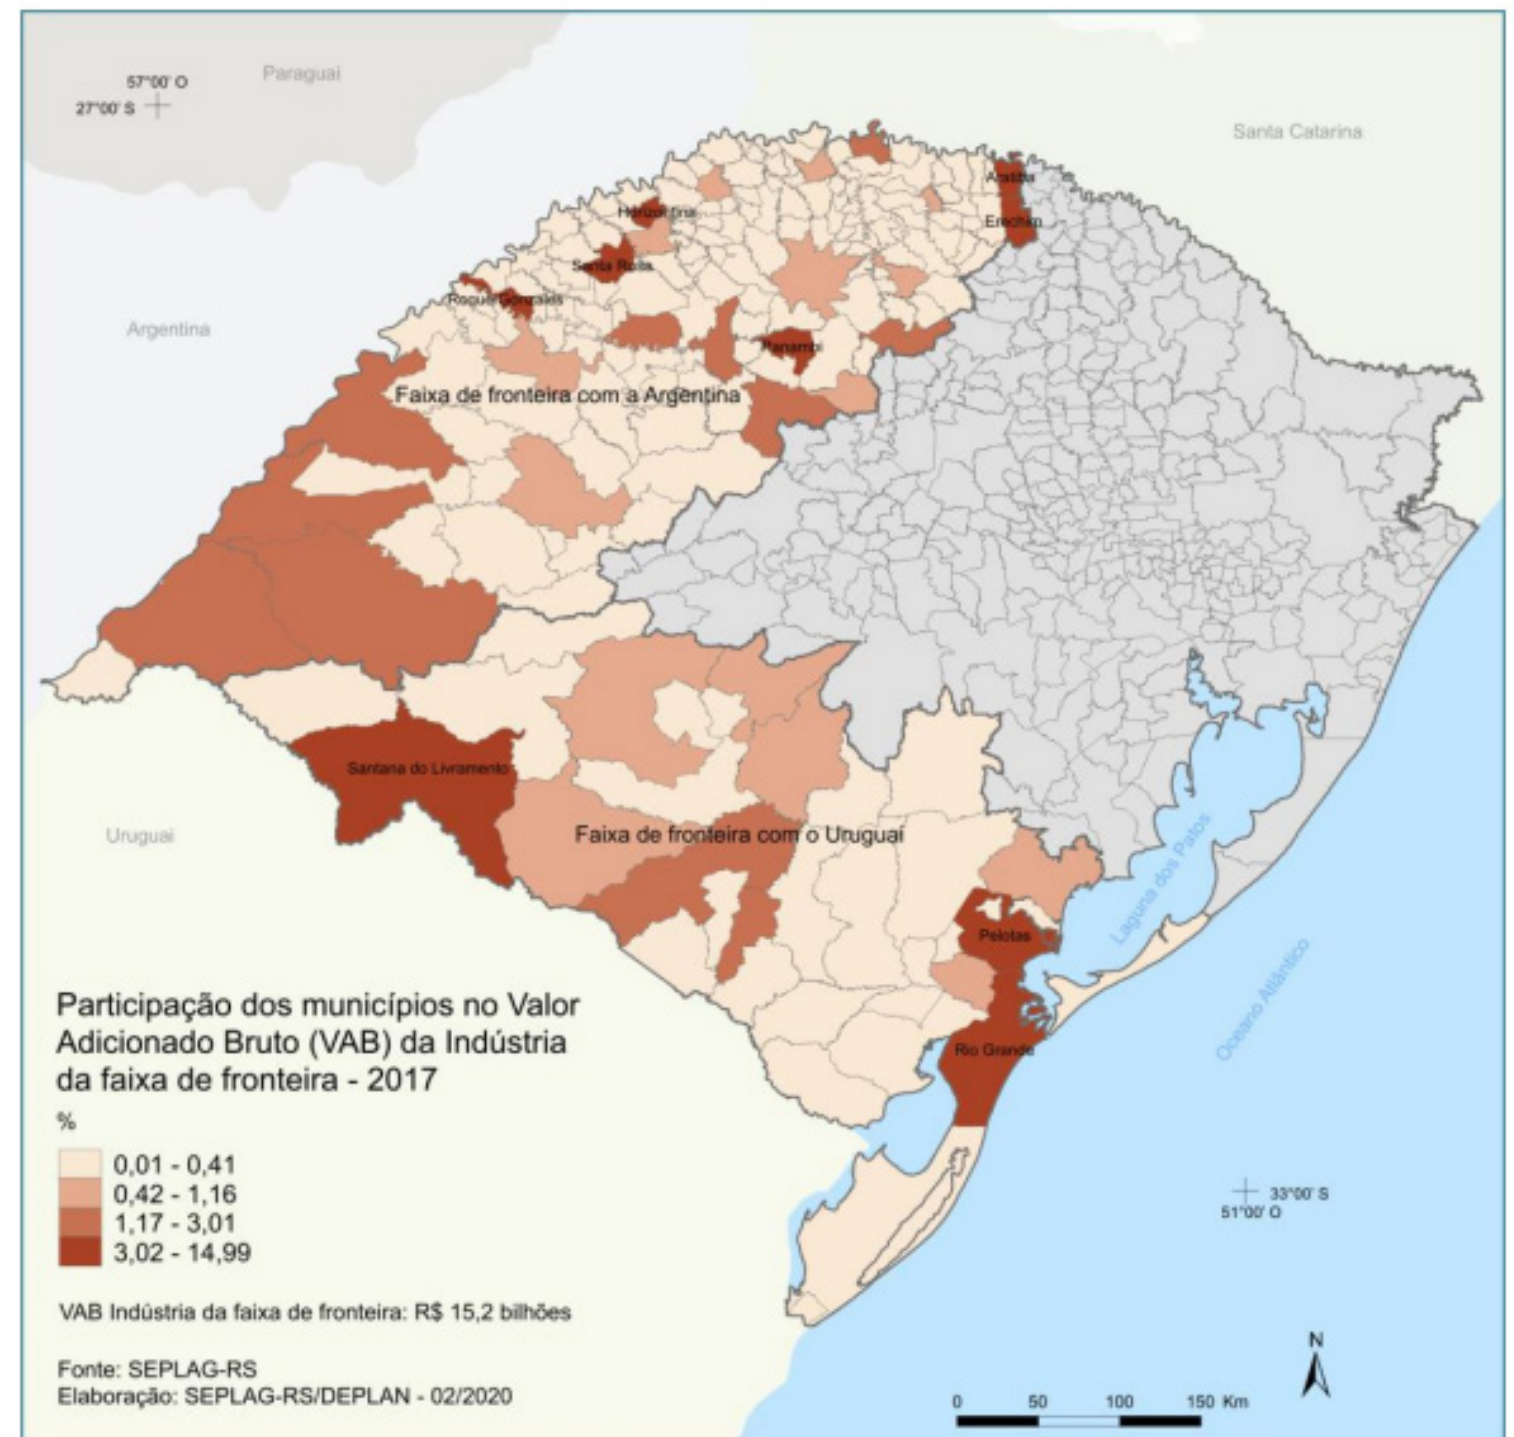 57°00' O
27°00' S
Paraguai
Santa Catarina
Aratiba
Horizontina
Erechim
Santa Rosa
Roque Gonzales
Argentina
Panambi
Faixa de fronteira com a Argentina
Santana do Livramento
Uruguai
Faixa de fronteira com o Uruguai
Laguna dos Patos
Pelotas
Oceano Atlântico
Rio Grande
Participação dos municípios no Valor
Adicionado Bruto (VAB) da Indústria
da faixa de fronteira - 2017
%
0,01 - 0,41
0,42 - 1,16
1,17 - 3,01
3,02 - 14,99
33°00' S
51°00' O
VAB Indústria da faixa de fronteira: R$ 15,2 bilhões
Fonte: SEPLAG-RS
Elaboração: SEPLAG-RS/DEPLAN - 02/2020
N
0 50 100 150 Km